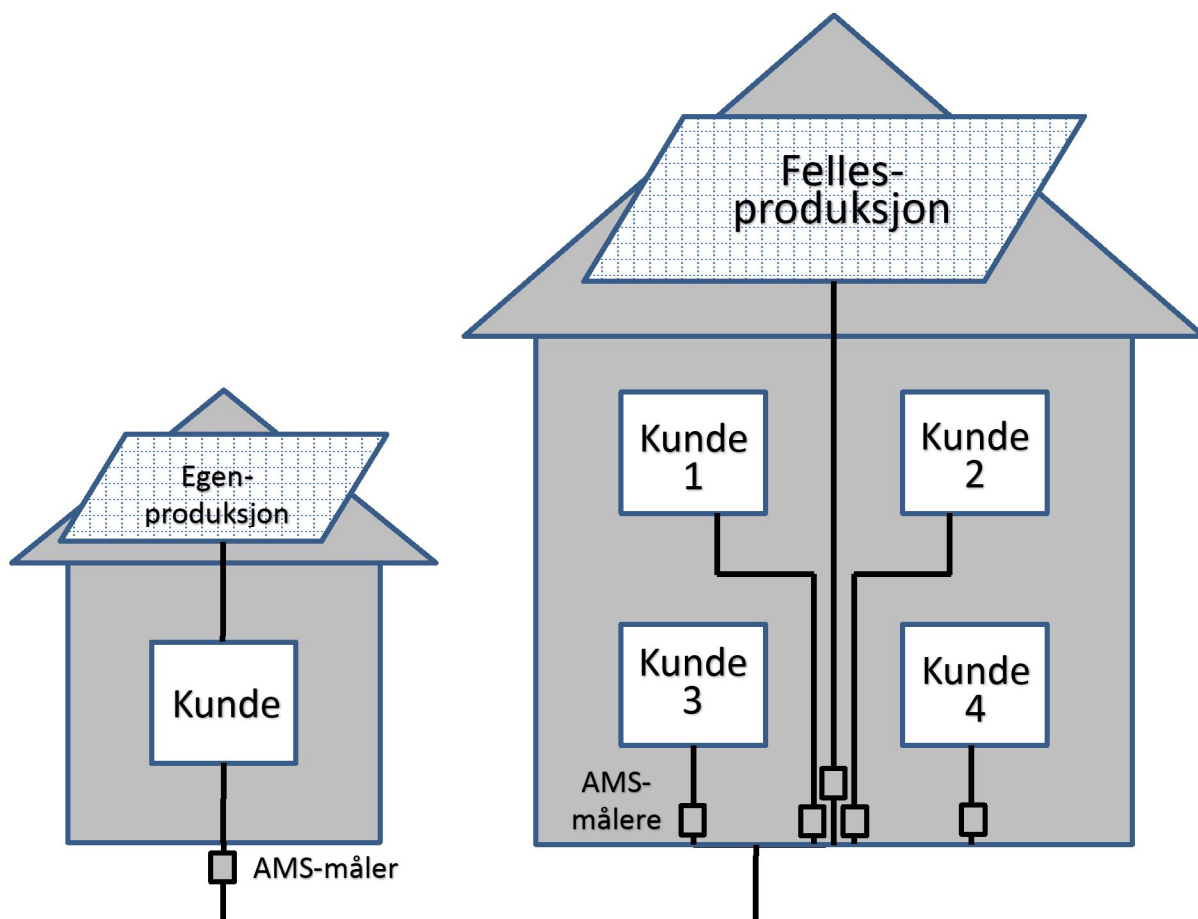 Egen-
produksjon
Kunde
AMS-måler
Felles-
produksjon
Kunde
1
Kunde
2
Kunde
3
Kunde
4
AMS-
målere